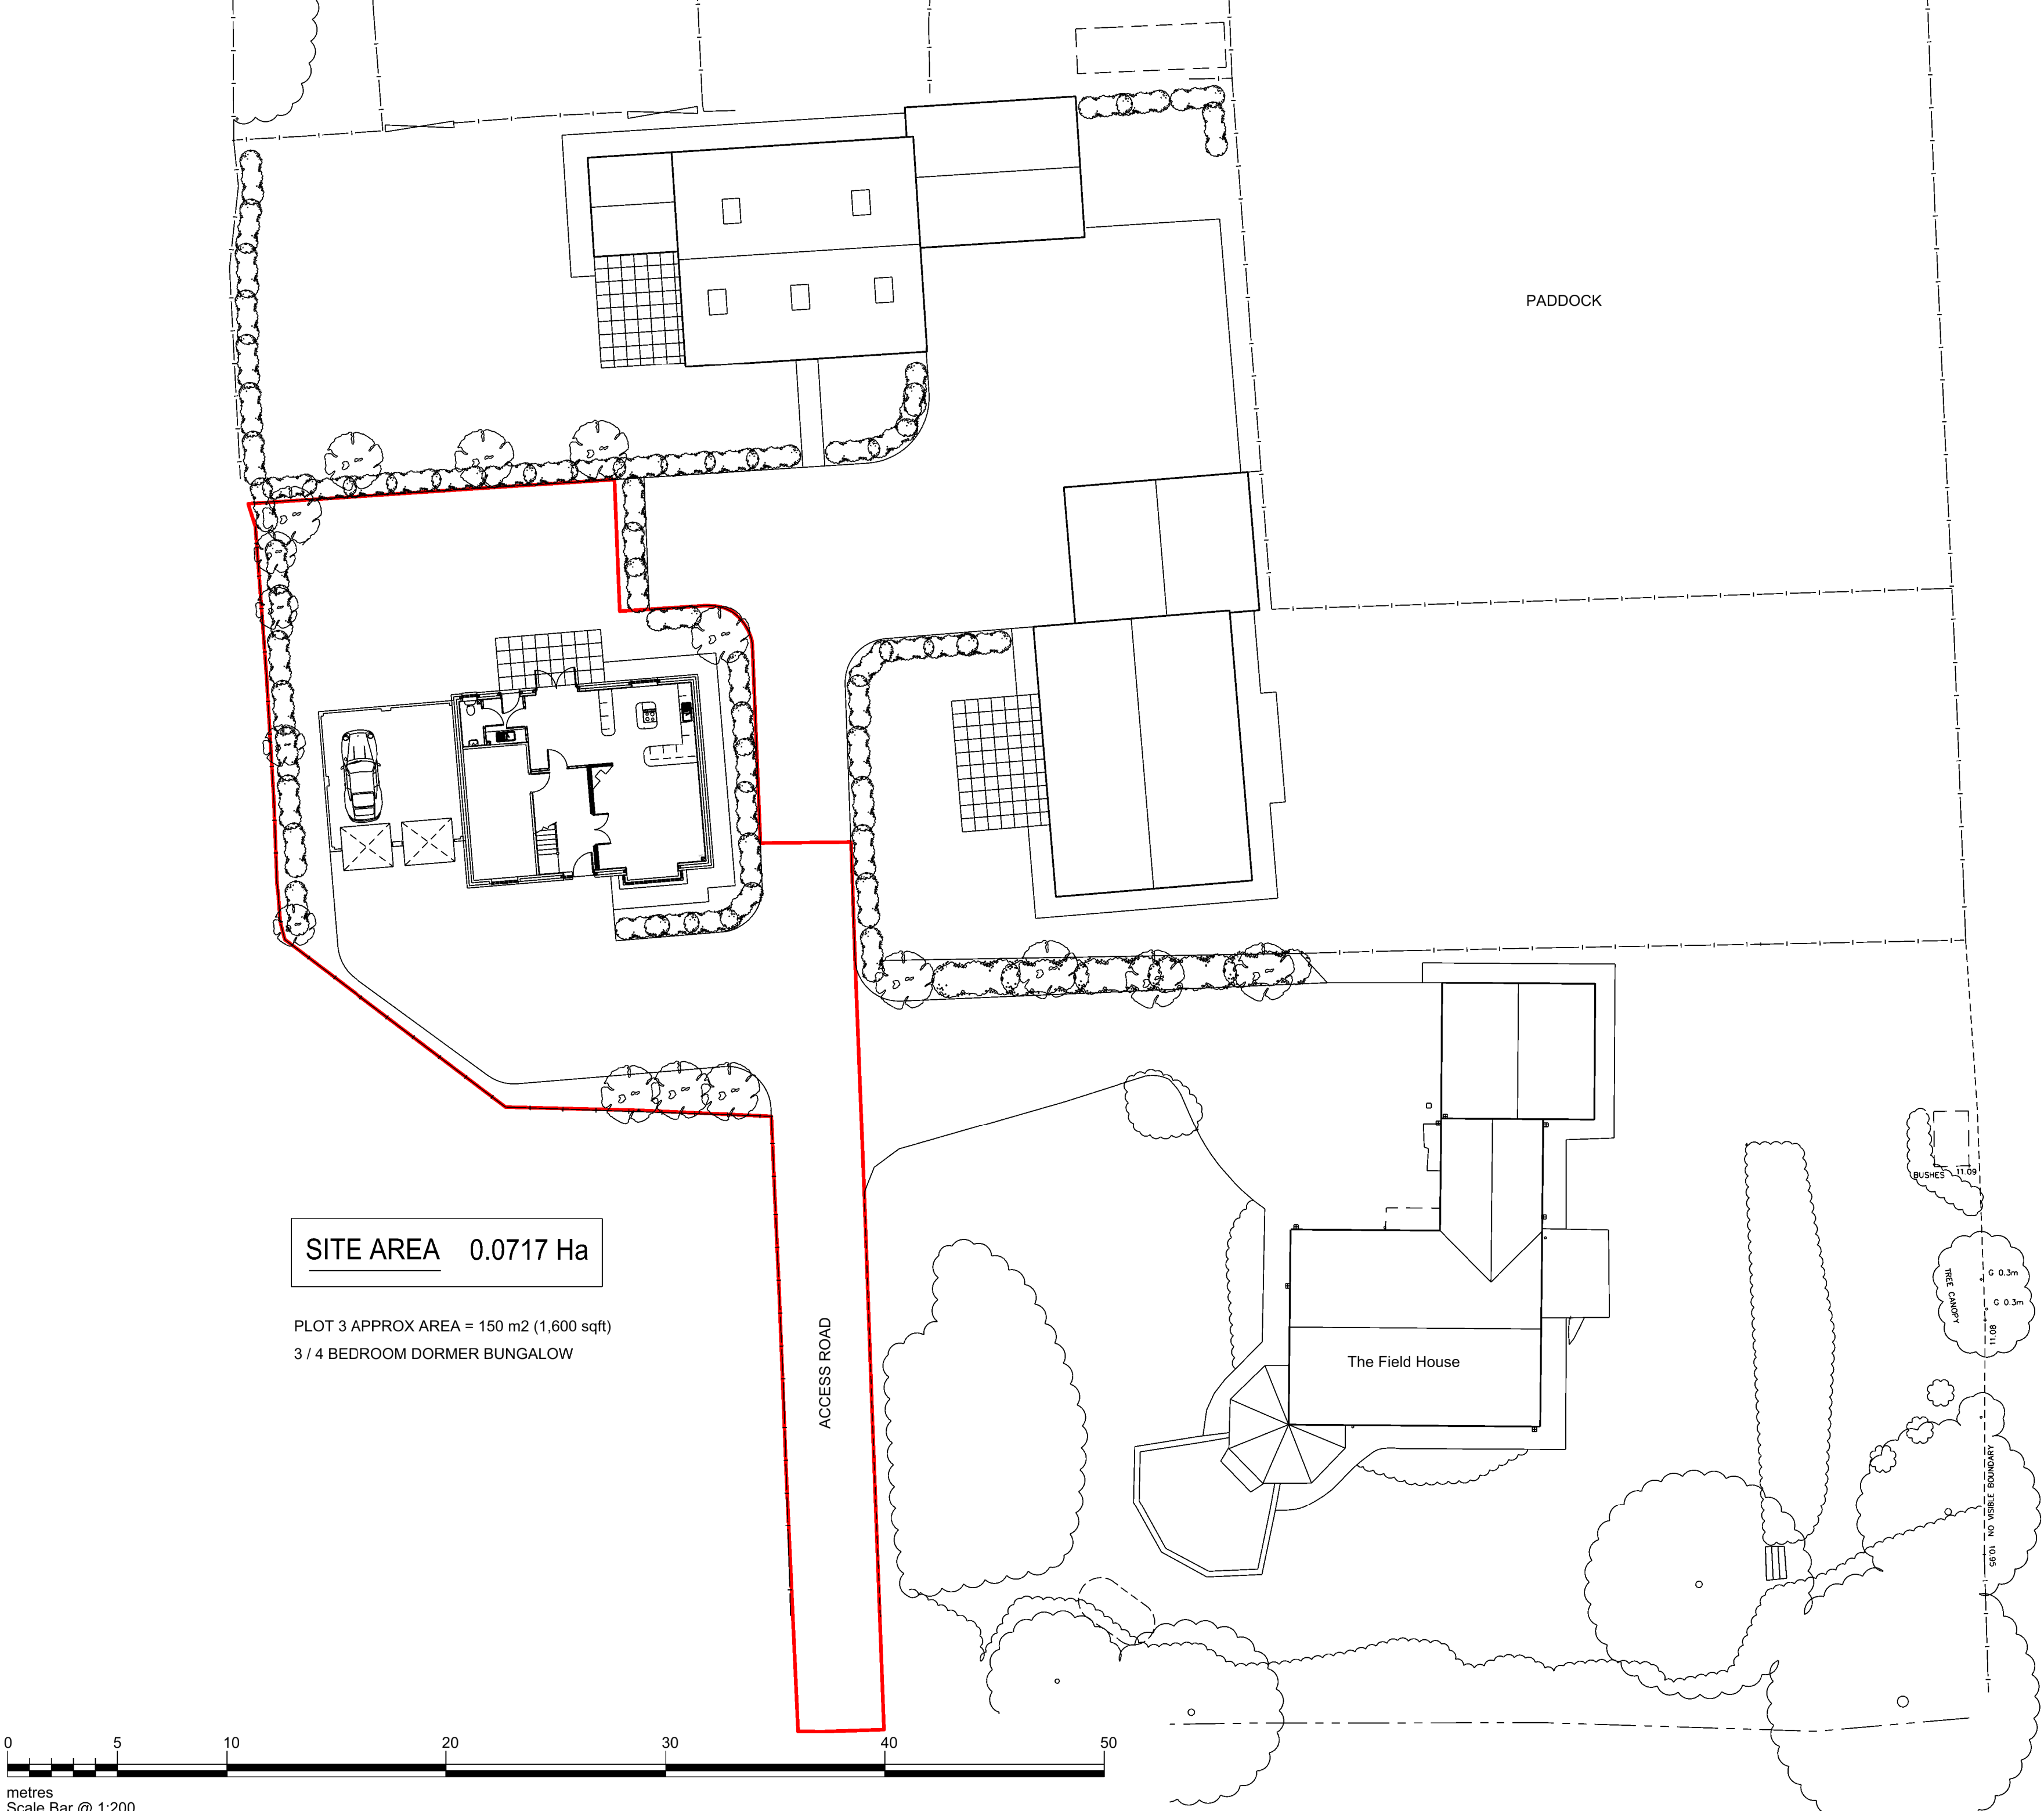 PADDOCK
BUSHES
11.09
SITE AREA 0.0717 Ha
TREE CANOPY
G 0.3m
G 0.3m
11.08
PLOT 3 APPROX AREA = 150 m2 (1,600 sqft)
3 / 4 BEDROOM DORMER BUNGALOW
ACCESS ROAD
The Field House
NO VISIBLE BOUNDARY
10.95
0 5 10 20 30 40 50
metres
Scale Bar @ 1:200